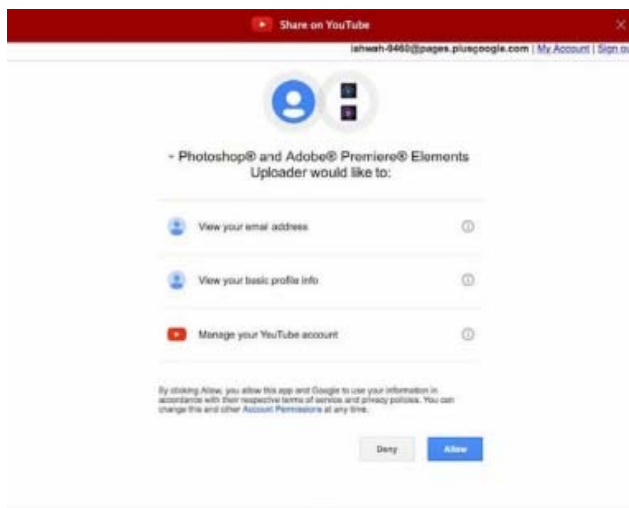 Share on YouTube
iahwah-9460@pages.plusgoogle.com | My Account | Sign ou
- Photoshop® and Adobe® Premiere® Elements
Uploader would like to:
View your email address
View your basic profile info
Manage your YouTube account
By clicking Allow, you allow this app and Google to use your information in
accordance with their respective terms of service and privacy policies. You can
change this and other Account Permissions at any time.
Deny
Allow